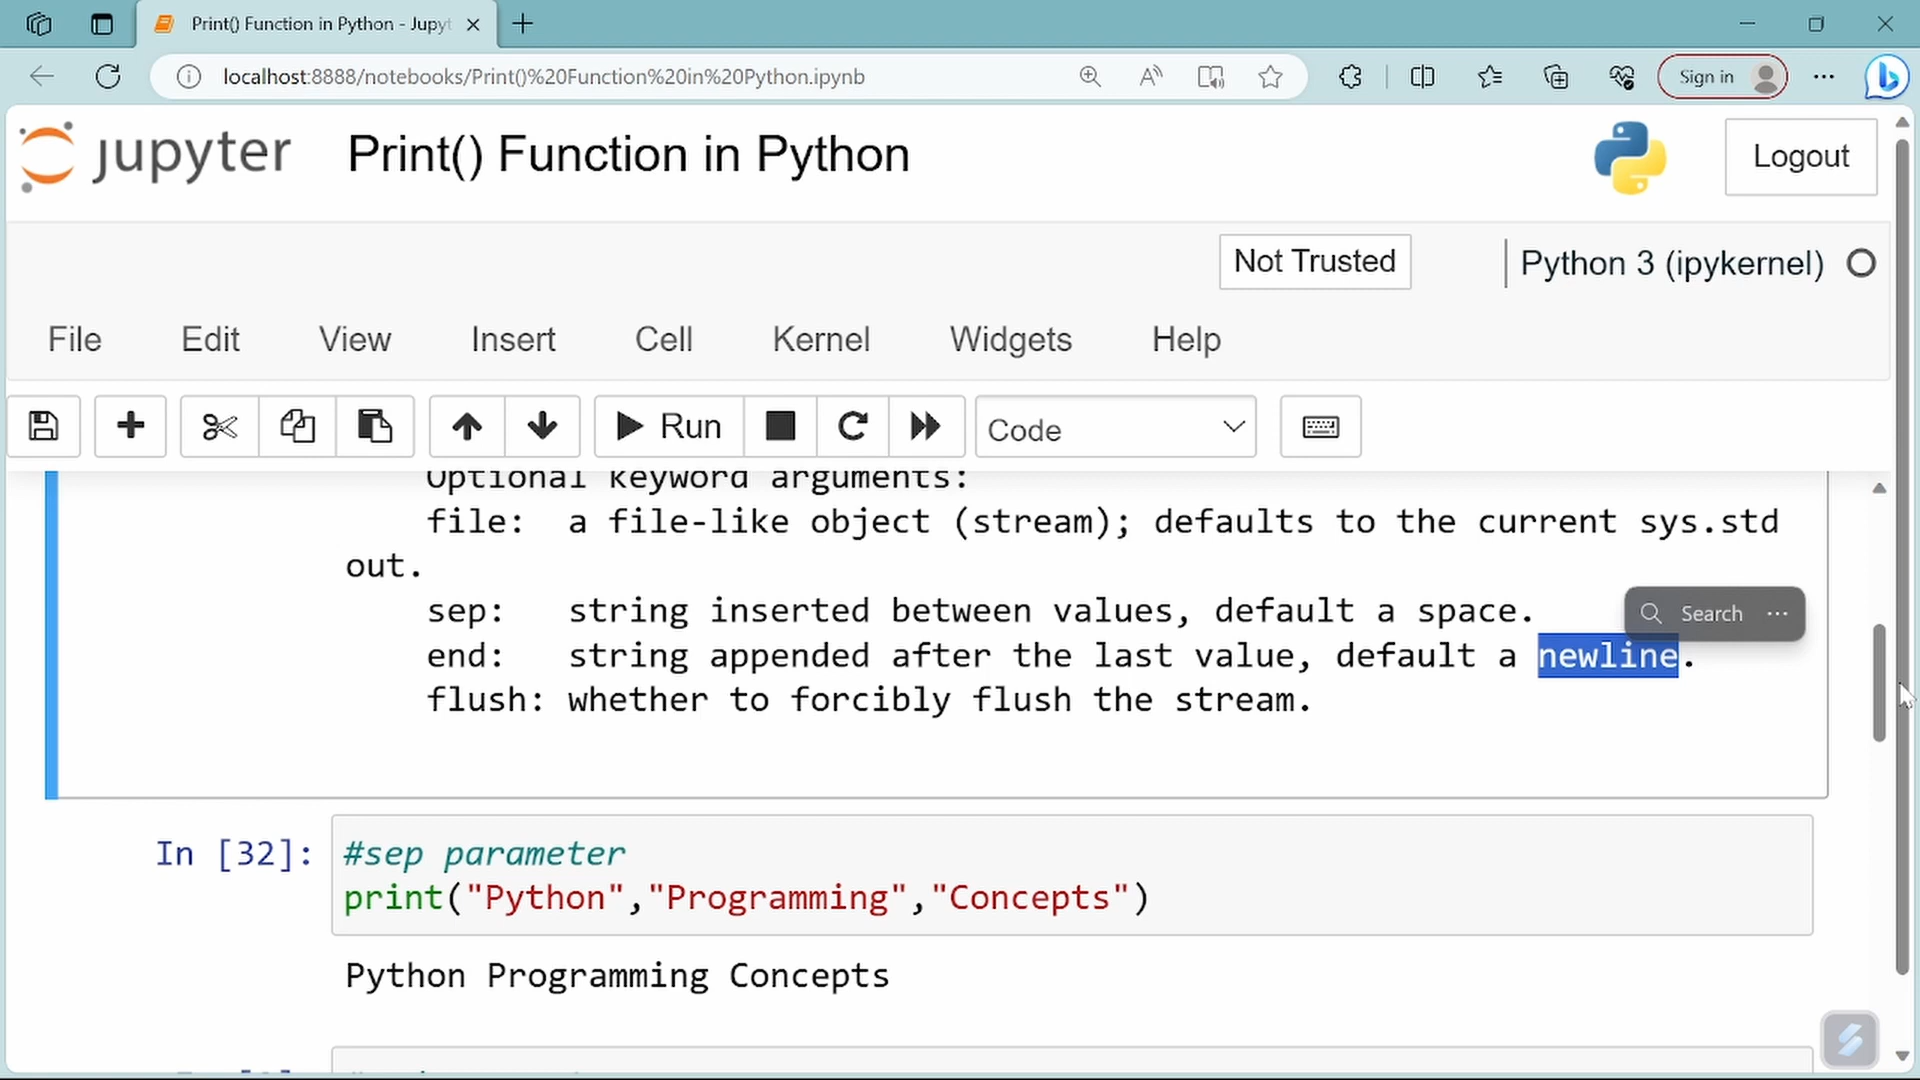 Print() Function in Python - Jupyt
localhost:8888/notebooks/Print()%20Function%20in%20Python.ipynb
Sign in
jupyter
Print() Function in Python
Logout
Not Trusted
Python 3 (ipykernel)
File Edit View Insert Cell Kernel Widgets Help
Run
Code
Optional keyword arguments:
file:  a file-like object (stream); defaults to the current sys.std
out.
sep:   string inserted between values, default a space.
Search
end:   string appended after the last value, default a newline.
flush: whether to forcibly flush the stream.
In [32]:
#sep parameter
print("Python","Programming","Concepts")
Python Programming Concepts